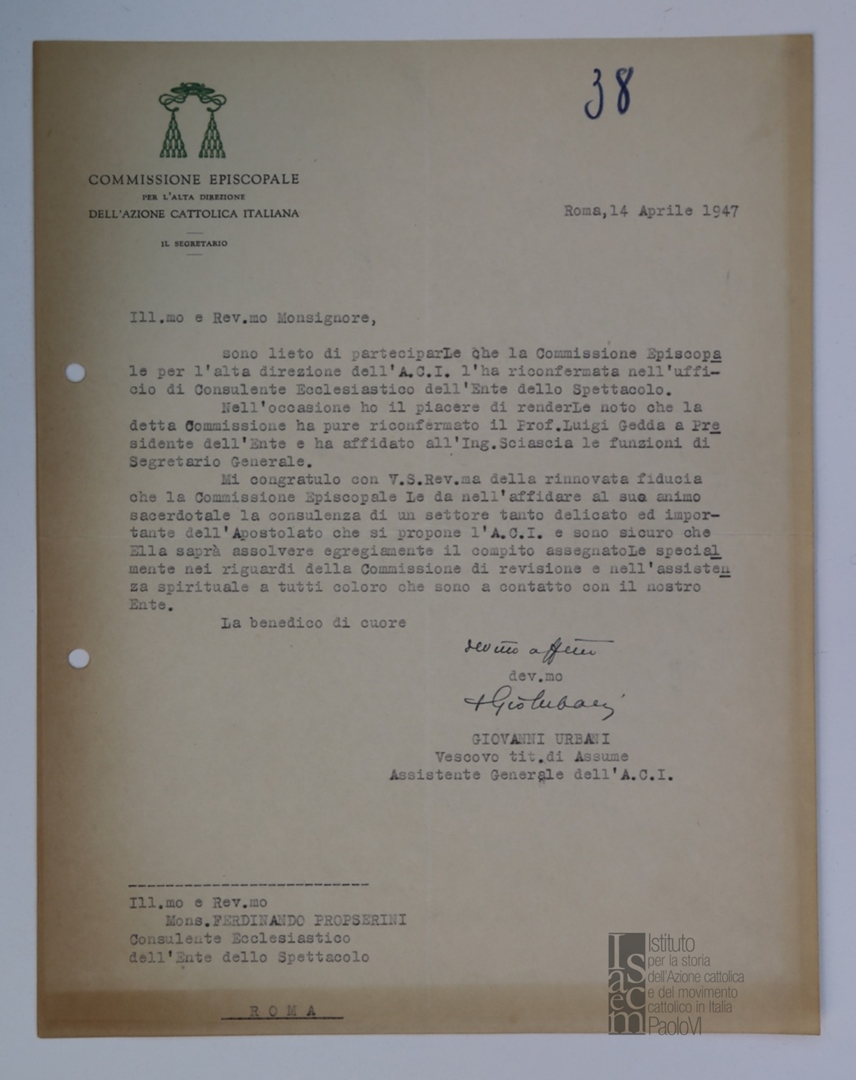 38
COMMISSIONE EPISCOPALE
PER L'ALTA DIREZIONE
DELL'AZIONE CATTOLICA ITALIANA
IL SEGRETARIO
Roma,14 Aprile 1947
Ill.mo e Rev.mo Monsignore,
sono lieto di parteciparLe che la Commissione Episcopa
le per l'alta direzione dell'A.C.I. l'ha riconfermata nell'uffi-
cio di Consulente Ecclesiastico dell'Ente dello Spettacolo.
Nell'occasione ho il piacere di renderLe noto che la
detta Commissione ha pure riconfermato il Prof.Luigi Gedda a Pre
sidente dell'Ente e ha affidato all'Ing.Sciascia le funzioni di
Segretario Generale.
Mi congratulo con V.S.Rev.ma della rinnovata fiducia
che la Commissione Episcopale Le da nell'affidare al suo animo
sacerdotale la consulenza di un settore tanto delicato ed impor-
tante dell'Apostolato che si propone l'A.C.I. e sono sicuro che
Ella saprà assolvere egregiamente il compito assegnatoLe special
mente nei riguardi della Commissione di revisione e nell'assisten
za spirituale a tutti coloro che sono a contatto con il nostro
Ente.
La benedico di cuore
dev.mo
GIOVANNI URBANI
Vescovo tit.di Assume
Assistente Generale dell'A.C.I.
Ill.mo e Rev.mo
Mons.FERDINANDO PROPSERINI
Consulente Ecclesiastico
dell'Ente dello Spettacolo
R O M A
Isacem
Istituto
per la storia
dell'Azione cattolica
e del movimento
cattolico in Italia
PaoloVI